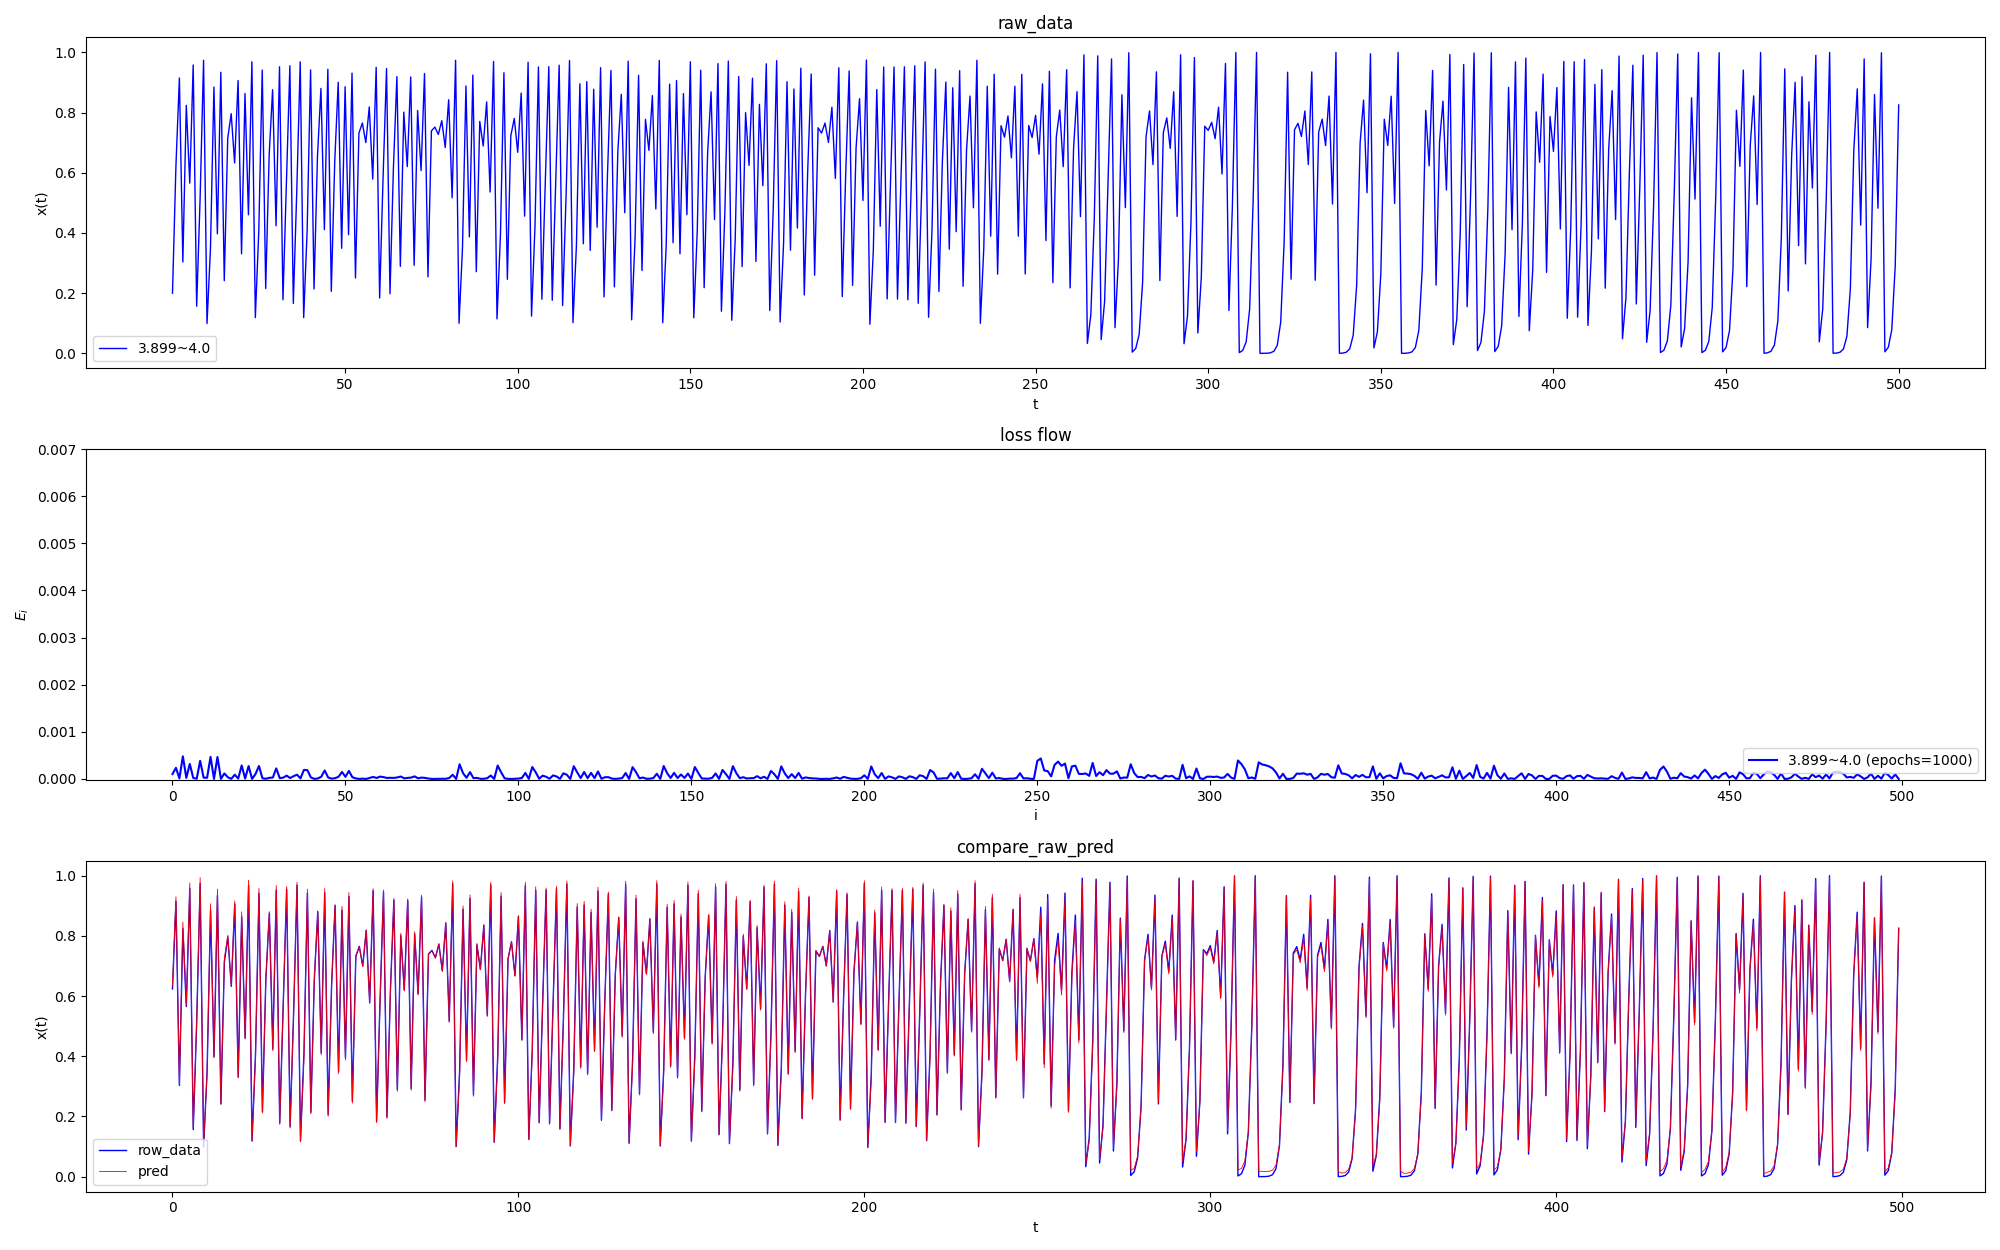 raw_data
1.0
0.8
0.6
0.4
0.2
0.0
x(t)
3.899~4.0
50 100 150 200 250 300 350 400 450 500
t
loss flow
0.007
0.006
0.005
0.004
0.003
0.002
0.001
0.000
E_i
3.899~4.0 (epochs=1000)
0 50 100 150 200 250 300 350 400 450 500
i
compare_raw_pred
1.0
0.8
0.6
0.4
0.2
0.0
x(t)
row_data
pred
0 100 200 300 400 500
t